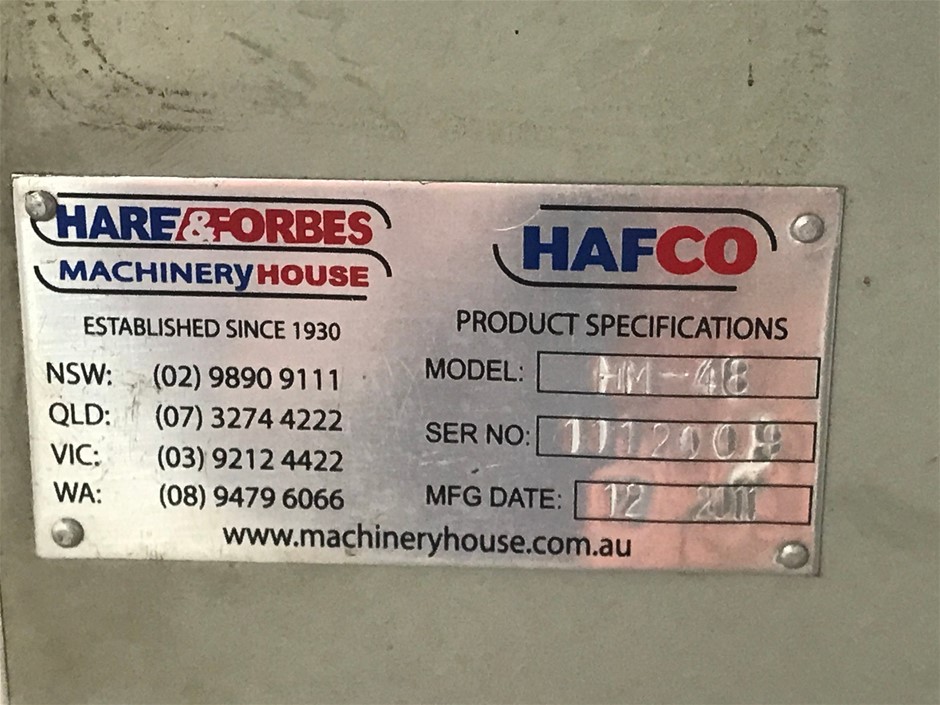 HARE & FORBES
MACHINERYHOUSE
ESTABLISHED SINCE 1930
NSW: (02) 9890 9111
QLD: (07) 3274 4222
VIC: (03) 9212 4422
WA: (08) 9479 6066
HAFCO
PRODUCT SPECIFICATIONS
MODEL: HM-48
SER NO:
MFG DATE: 12 2011
www.machineryhouse.com.au